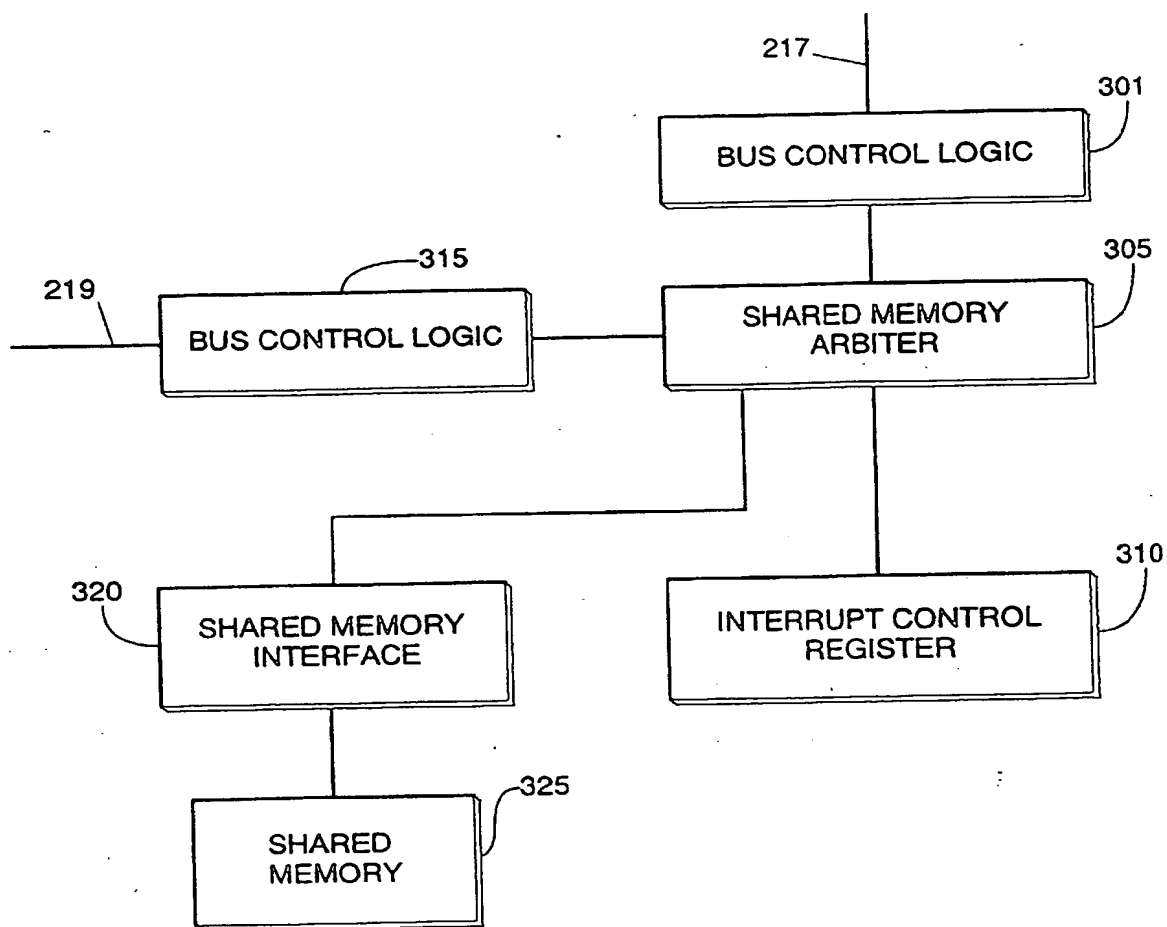 217
301
BUS CONTROL LOGIC
315
305
219
BUS CONTROL LOGIC
SHARED MEMORY
ARBITER
320
310
SHARED MEMORY
INTERFACE
INTERRUPT CONTROL
REGISTER
325
SHARED
MEMORY